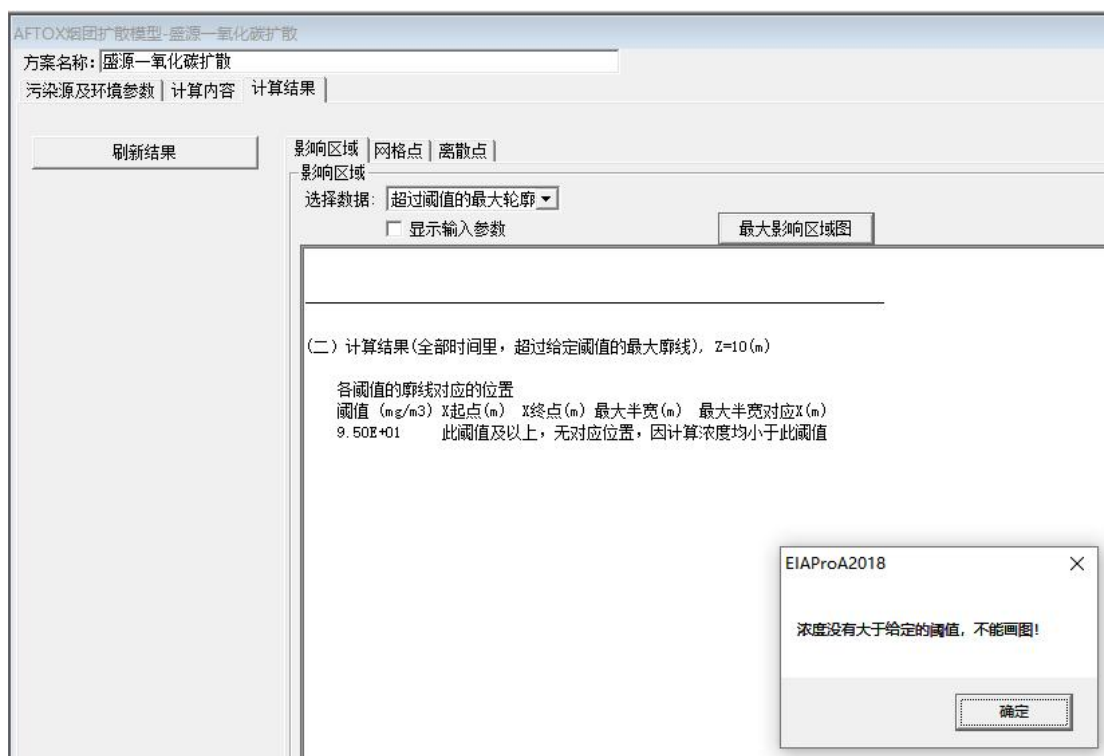 AFTOX烟团扩散模型-盛源一氧化碳扩散
方案名称: 盛源一氧化碳扩散
污染源及环境参数 计算内容 计算结果
刷新结果
影响区域 网格点 离散点
影响区域
选择数据: 超过阈值的最大轮廓
显示输入参数
最大影响区域图
(二) 计算结果(全部时间里，超过给定阈值的最大廓线), Z=10(m)
各阈值的廓线对应的位置
阈值 (mg/m3) X起点(m) X终点(m) 最大半宽(m) 最大半宽对应X(m)
9.50E+01 此阈值及以上，无对应位置，因计算浓度均小于此阈值
EIAProA2018
浓度没有大于给定的阈值, 不能画图!
确定